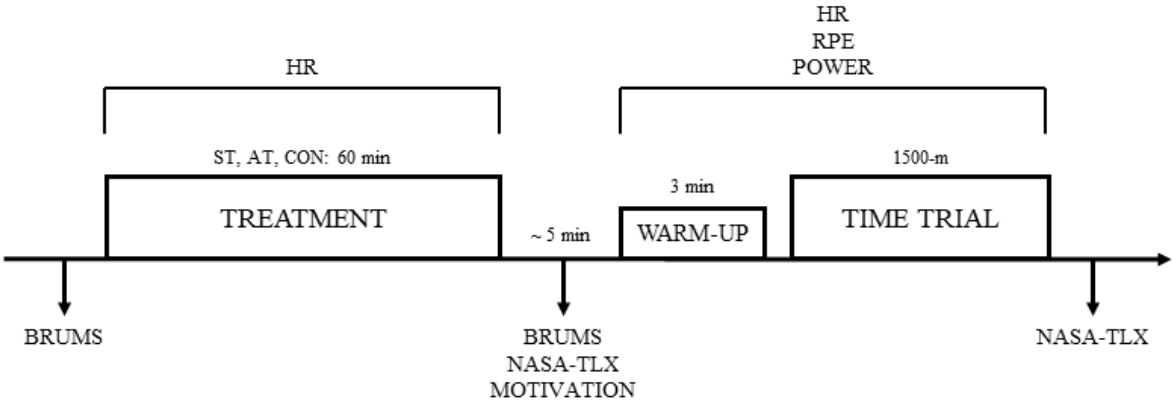 HR
HR
RPE
POWER
ST, AT, CON: 60 min
1500-m
3 min
TREATMENT
~ 5 min
WARM-UP
TIME TRIAL
BRUMS
BRUMS
NASA-TLX
MOTIVATION
NASA-TLX